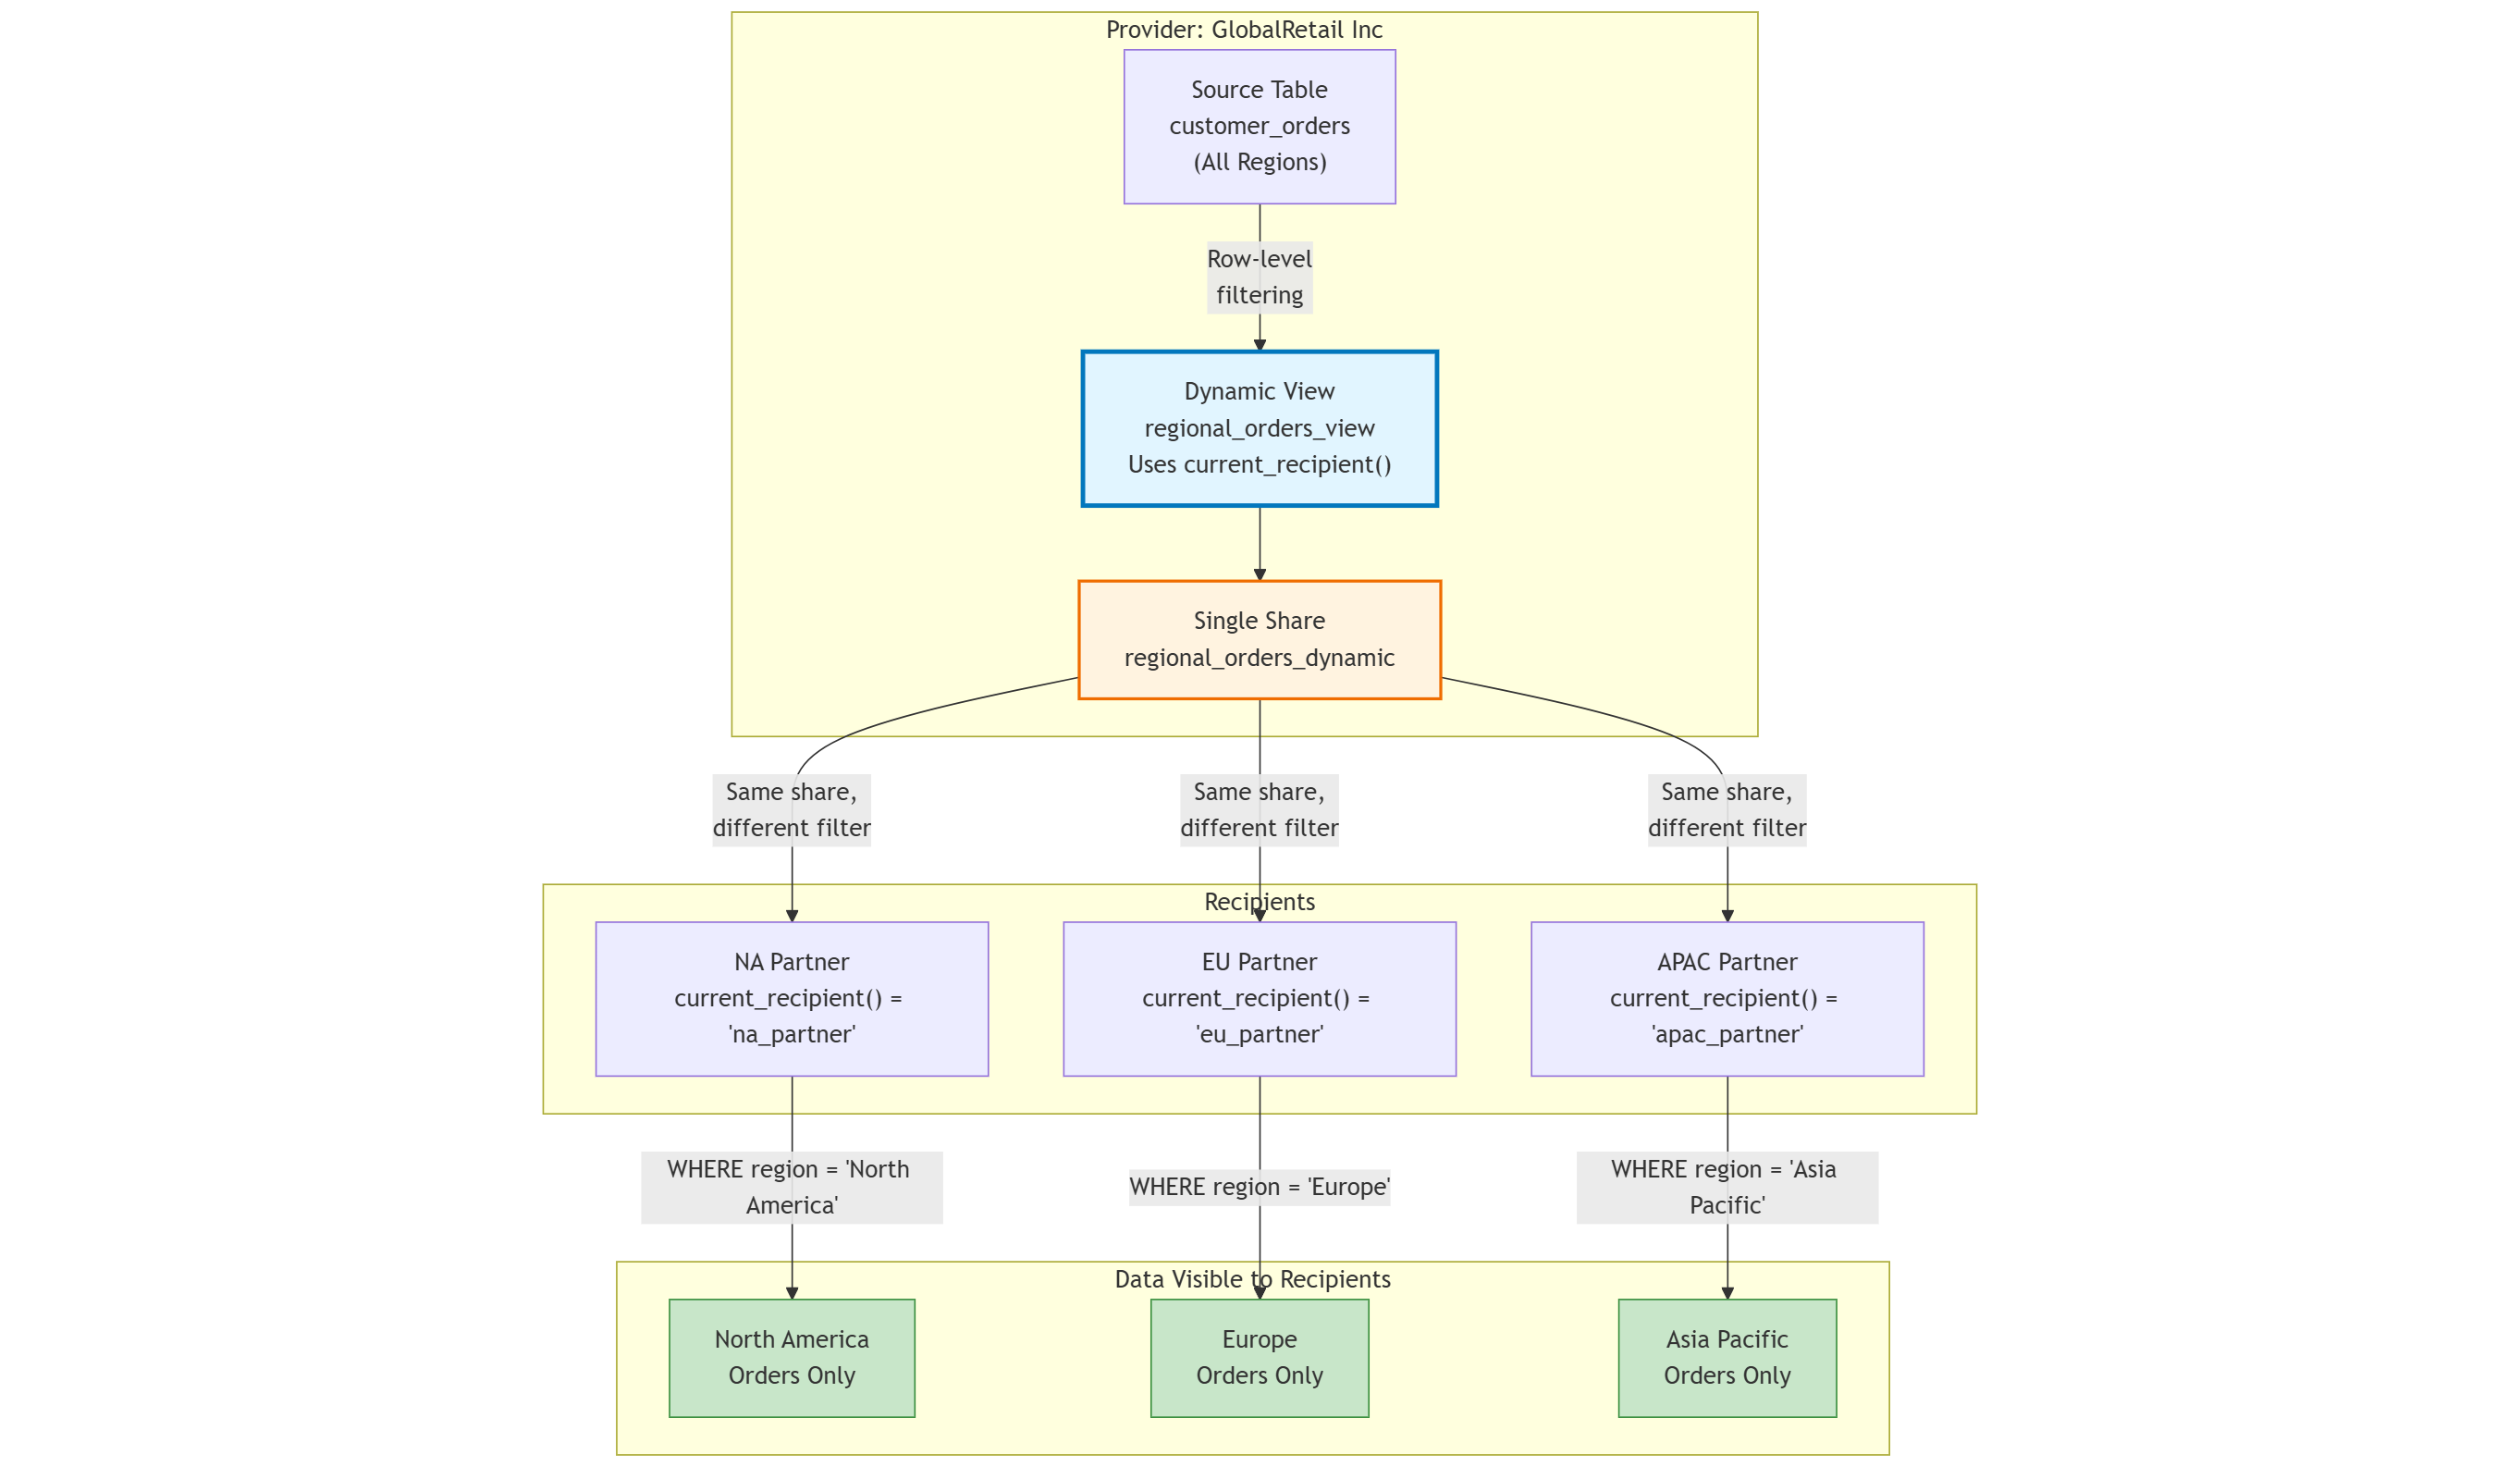 Provider: GlobalRetail Inc
Source Table
customer_orders
(All Regions)
Row-level
filtering
Dynamic View
regional_orders_view
Uses current_recipient()
Single Share
regional_orders_dynamic
Same share,
different filter
Same share,
different filter
Same share,
different filter
Recipients
NA Partner
current_recipient() =
'na_partner'
EU Partner
current_recipient() =
'eu_partner'
APAC Partner
current_recipient() =
'apac_partner'
WHERE region = 'North
America'
WHERE region = 'Europe'
WHERE region = 'Asia
Pacific'
Data Visible to Recipients
North America
Orders Only
Europe
Orders Only
Asia Pacific
Orders Only